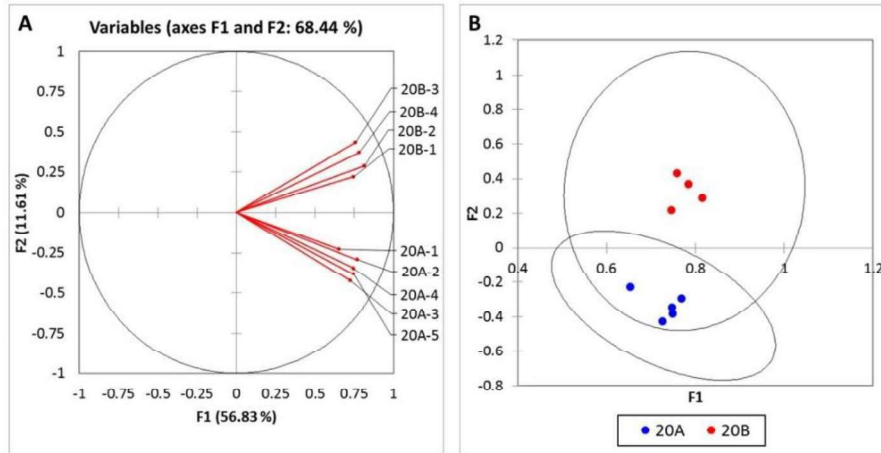 A
Variables (axes F1 and F2: 68.44 %)
1
0.75
0.5
0.25
0
-0.25
-0.5
-0.75
-1
F2 (11.61 %)
-1 -0.75 -0.5 -0.25 0 0.25 0.5 0.75 1
F1 (56.83 %)
20B-3
20B-4
20B-2
20B-1
20A-1
20A-2
20A-4
20A-3
20A-5
B
1.2
1
0.8
0.6
0.4
0.2
0
-0.2
-0.4
-0.6
-0.8
F2
0.4 0.6 0.8 1 1.2
F1
20A 20B